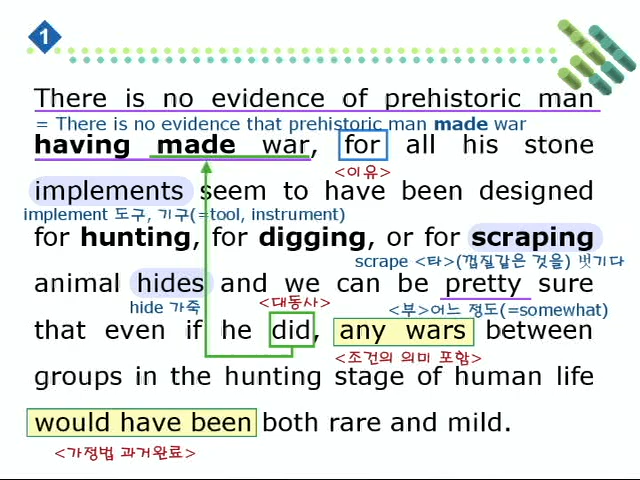 1
There is no evidence of prehistoric man
= There is no evidence that prehistoric man made war
having made war, for all his stone
<이유>
implements seem to have been designed
implement 도구, 기구(=tool, instrument)
for hunting, for digging, or for scraping
scrape <타>(껍질같은 것을) 벗기다
animal hides and we can be pretty sure
hide 가죽 <대동사> <부>어느 정도(=somewhat)
that even if he did, any wars between
<조건의 의미 포함>
groups in the hunting stage of human life
would have been both rare and mild.
<가정법 과거완료>